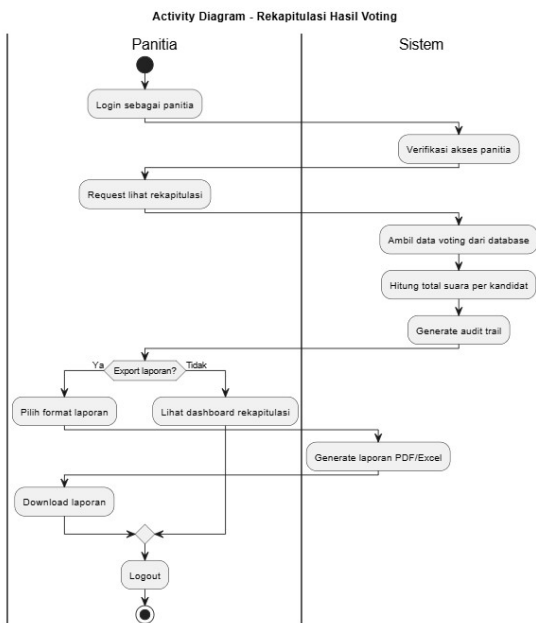 Activity Diagram - Rekapitulasi Hasil Voting
Panitia
Sistem
Login sebagai panitia
Verifikasi akses panitia
Request lihat rekapitulasi
Ambil data voting dari database
Hitung total suara per kandidat
Generate audit trail
Ya
Export laporan?
Tidak
Pilih format laporan
Lihat dashboard rekapitulasi
Generate laporan PDF/Excel
Download laporan
Logout